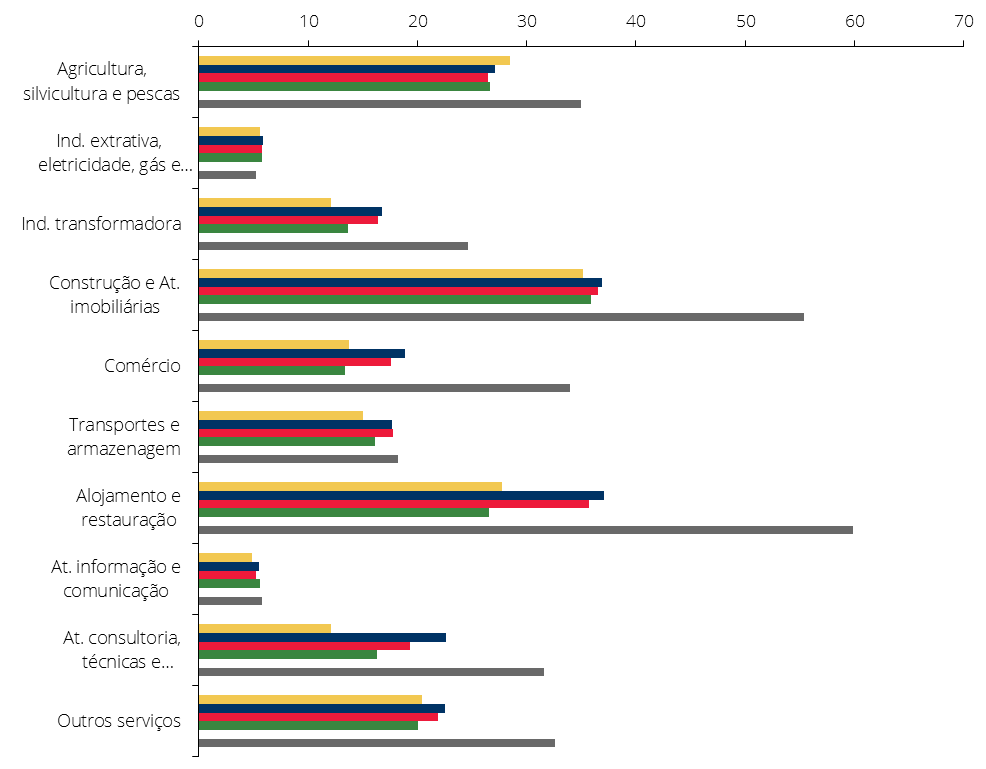 0 10 20 30 40 50 60 70
Agricultura,
silvicultura e pescas
Ind. extrativa,
eletricidade, gás e...
Ind. transformadora
Construção e At.
imobiliárias
Comércio
Transportes e
armazenagem
Alojamento e
restauração
At. informação e
comunicação
At. consultoria,
técnicas e...
Outros serviços